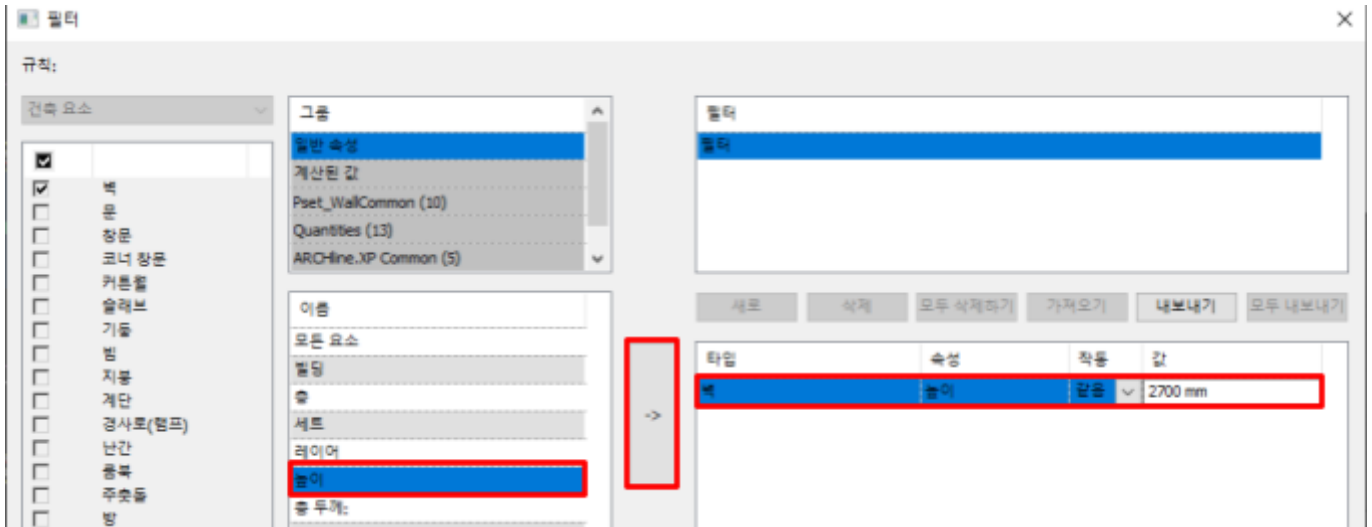 필터
규칙:
건축 요소
벽
문
창문
코너 창문
커튼월
슬래브
기둥
빔
지붕
계단
경사로(램프)
난간
룸북
주춧돌
방
그룹
일반 속성
계산된 값
Pset_WallCommon (10)
Quantities (13)
ARCHline.XP Common (5)
이름
모든 요소
빌딩
층
세트
레이어
높이
총 두께:
->
필터
필터
새로 삭제 모두 삭제하기 가져오기 내보내기 모두 내보내기
타입 속성 작동 값
벽 높이 같음 2700 mm